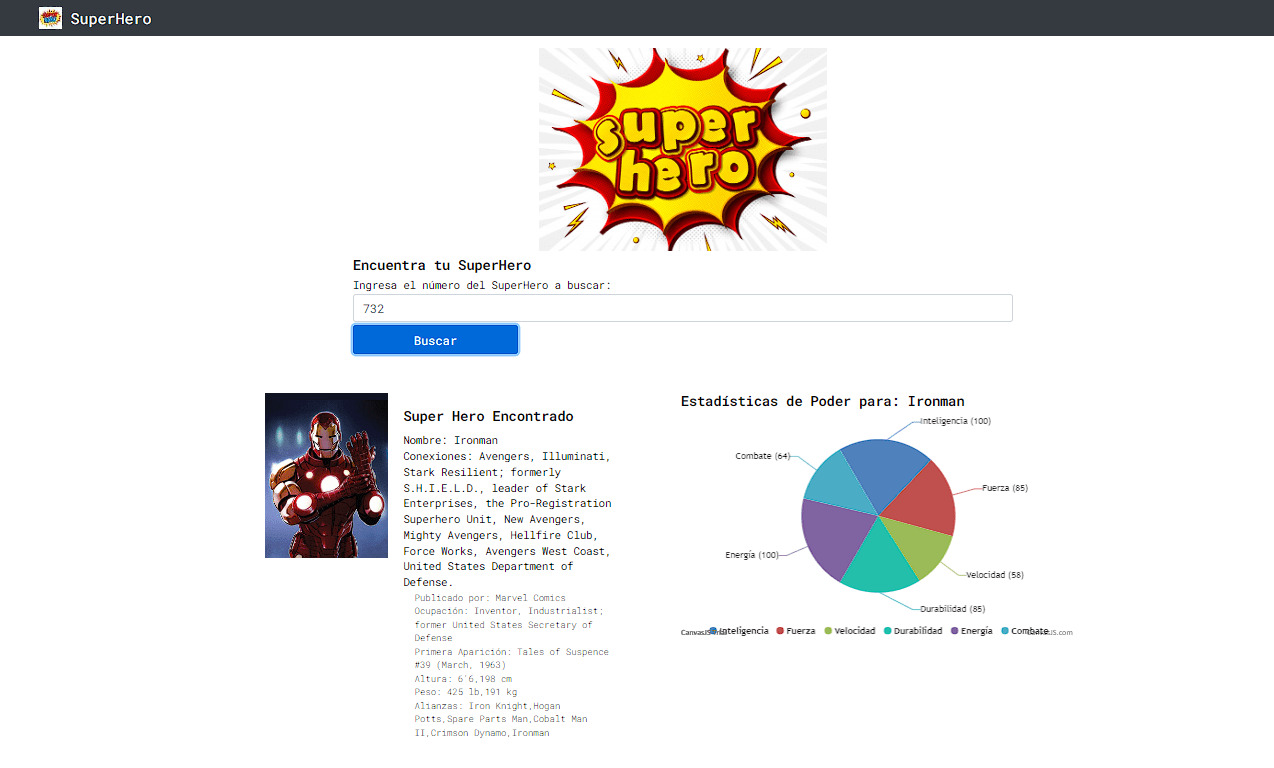 SuperHero
super
hero
Encuentra tu SuperHero
Ingresa el número del SuperHero a buscar:
732
Buscar
Super Hero Encontrado
Nombre: Ironman
Conexiones: Avengers, Illuminati,
Stark Resilient; formerly
S.H.I.E.L.D., leader of Stark
Enterprises, the Pro-Registration
Superhero Unit, New Avengers,
Mighty Avengers, Hellfire Club,
Force Works, Avengers West Coast,
United States Department of
Defense.
Publicado por: Marvel Comics
Ocupación: Inventor, Industrialist;
former United States Secretary of
Defense
Primera Aparición: Tales of Suspence
#39 (March, 1963)
Altura: 6'6,198 cm
Peso: 425 lb,191 kg
Alianzas: Iron Knight,Hogan
Potts,Spare Parts Man,Cobalt Man
II,Crimson Dynamo,Ironman
Estadísticas de Poder para: Ironman
Inteligencia (100)
Combate (64)
Fuerza (85)
Energía (100)
Velocidad (58)
Durabilidad (85)
CanvasJS Inteligencia Fuerza Velocidad Durabilidad Energía Combate JS.com